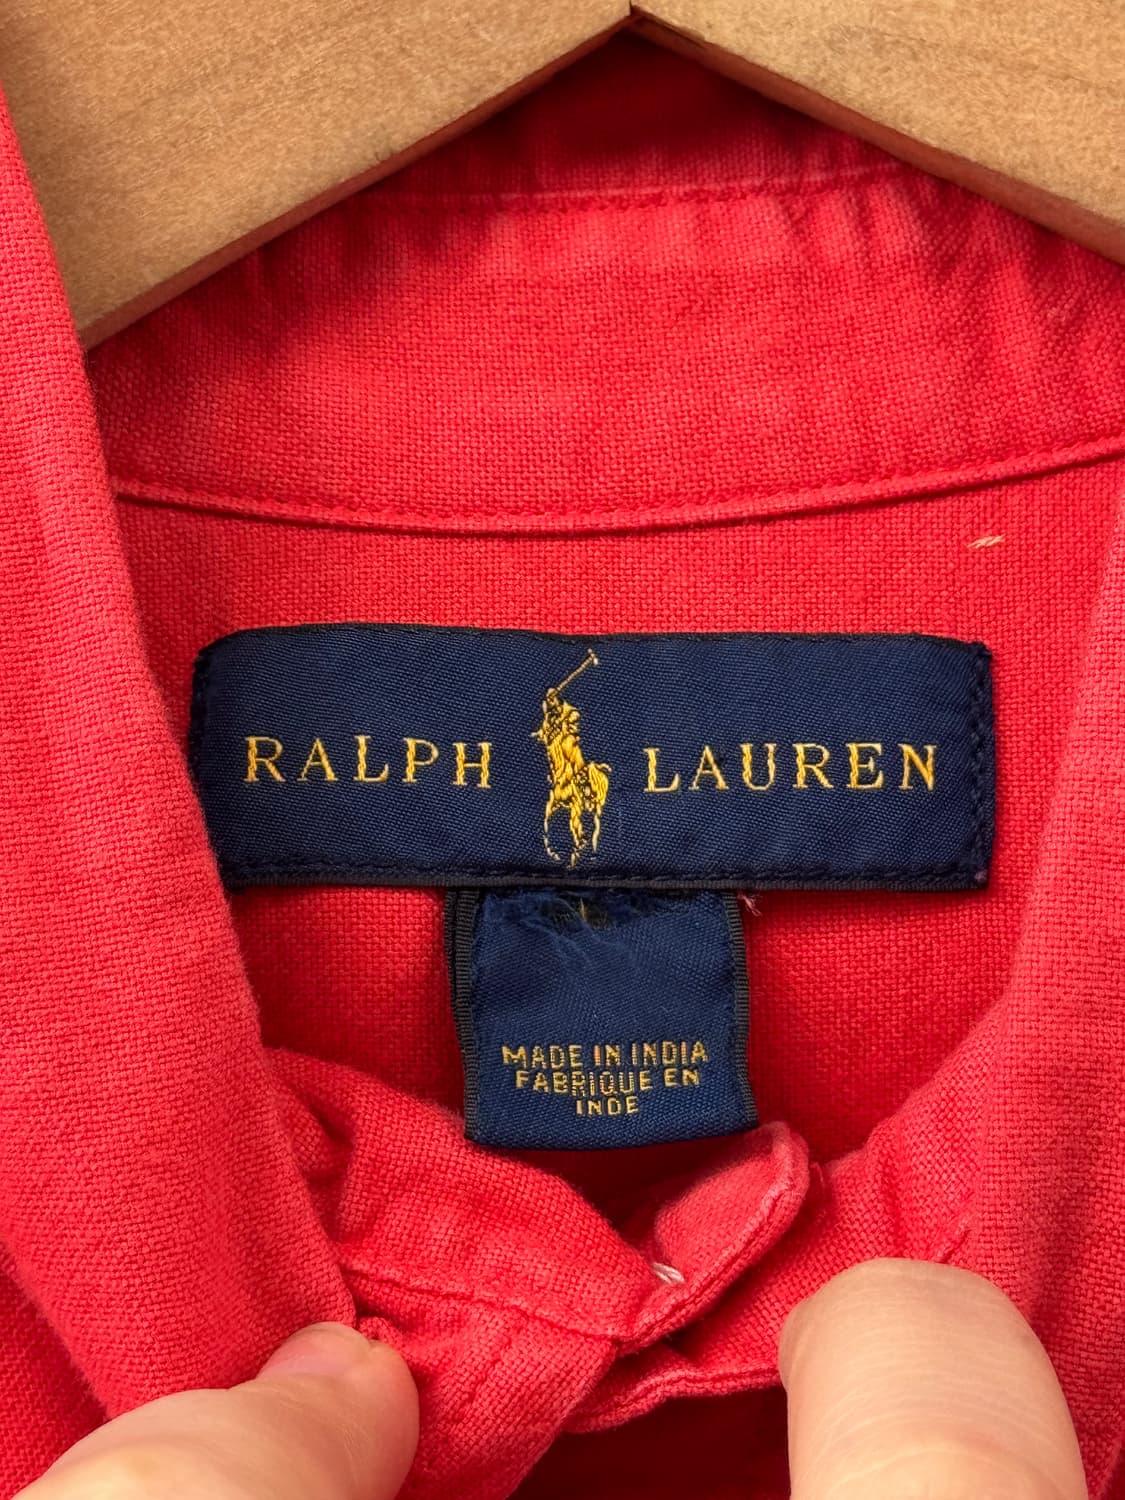 RALPH LAUREN
MADE IN INDIA
FABRIQUE EN
INDE